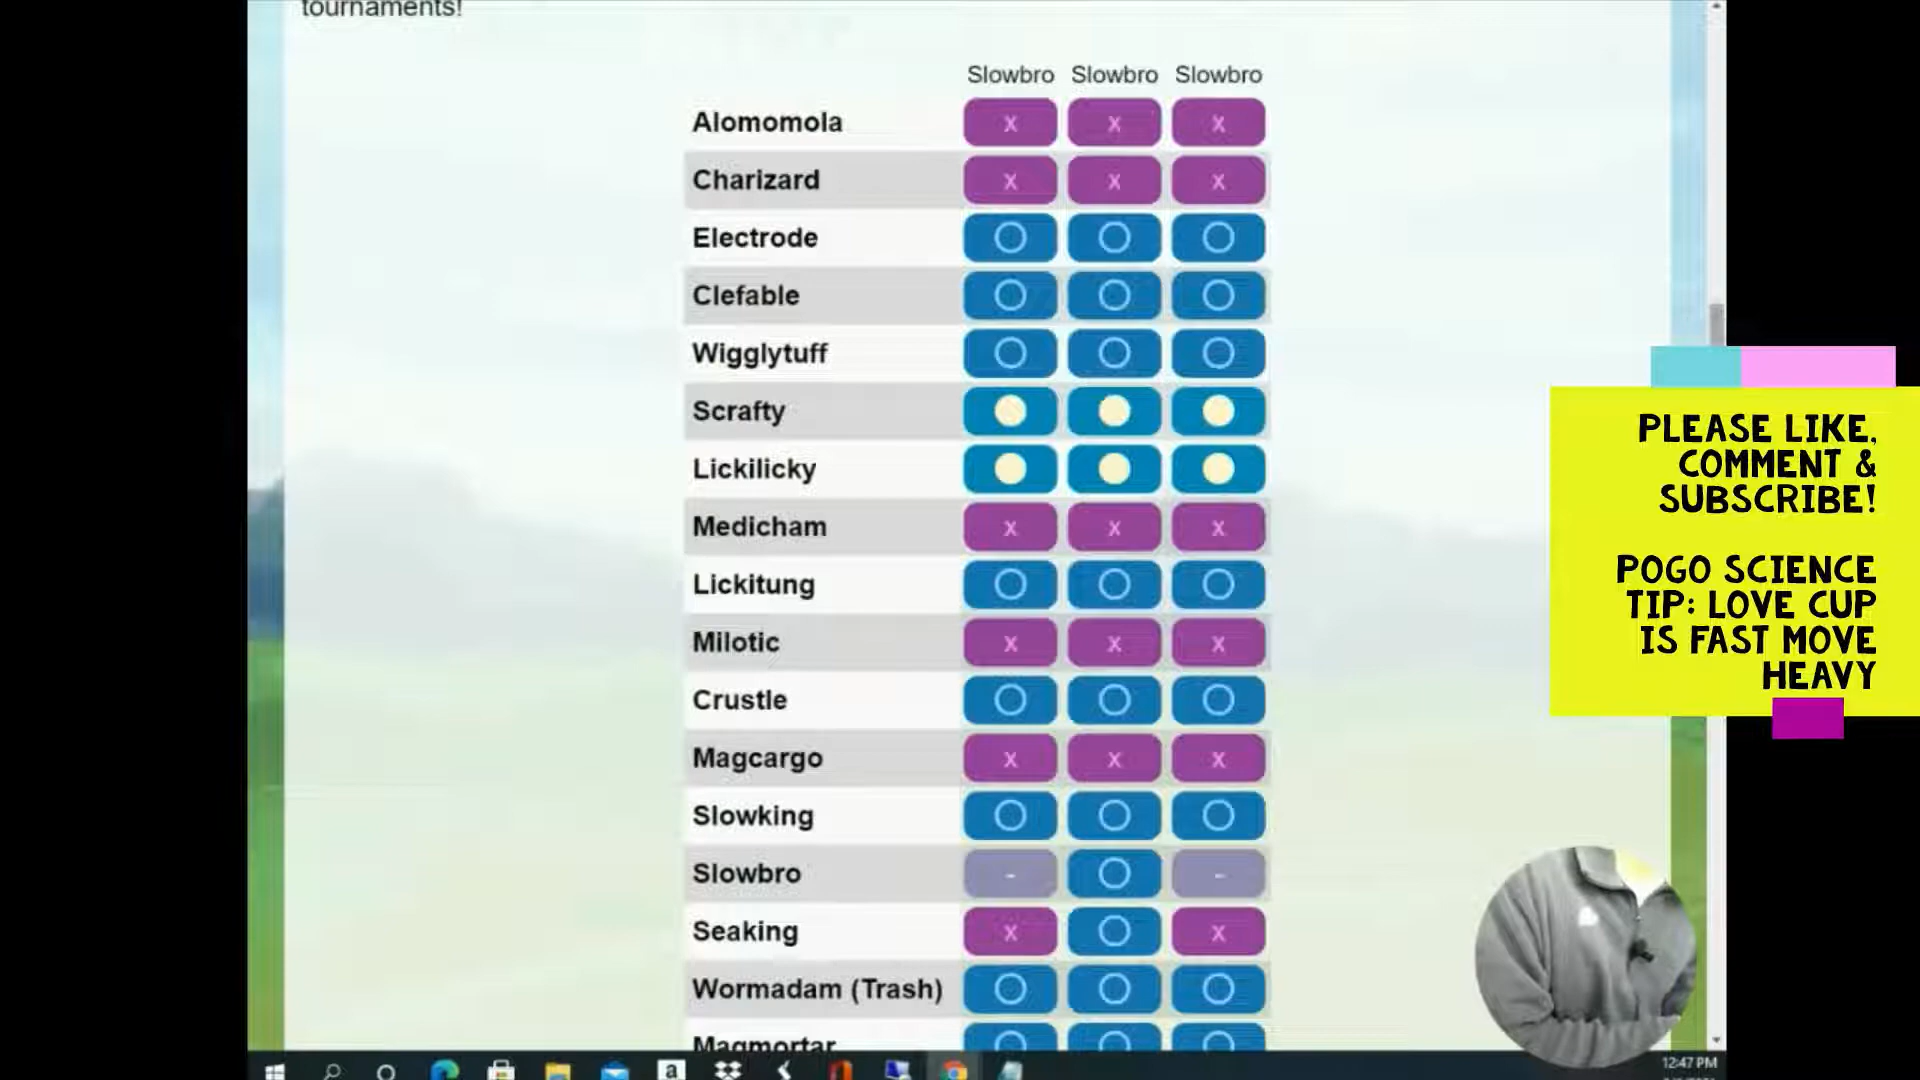 tournaments!
Slowbro Slowbro Slowbro
Alomomola x x x
Charizard x x x
Electrode
Clefable
Wigglytuff
Scrafty
Lickilicky
Medicham x x x
Lickitung
Milotic x x x
Crustle
Magcargo x x x
Slowking
Slowbro - -
Seaking x x
Wormadam (Trash)
Magmortar
PLEASE LIKE,
COMMENT &
SUBSCRIBE!
POGO SCIENCE
TIP: LOVE CUP
IS FAST MOVE
HEAVY
a
12:47 PM